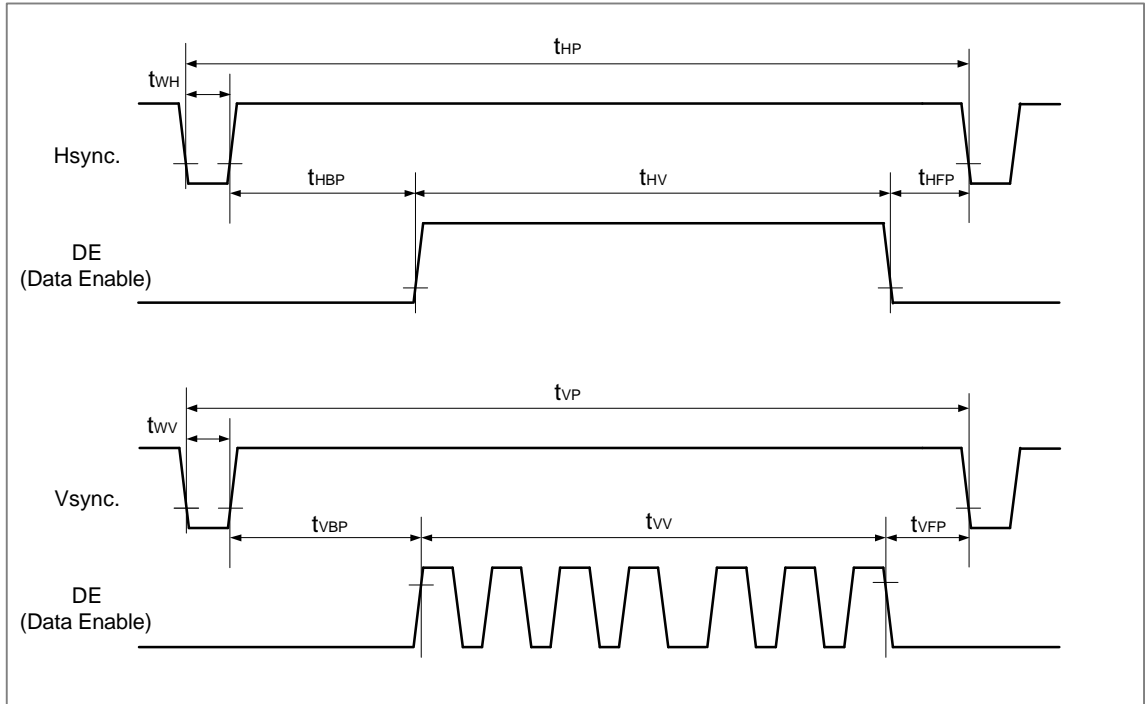 tHP
tWH
Hsync.
tHBP
tHV
tHFP
DE
(Data Enable)
tVP
tWV
Vsync.
tVBP
tVV
tVFP
DE
(Data Enable)